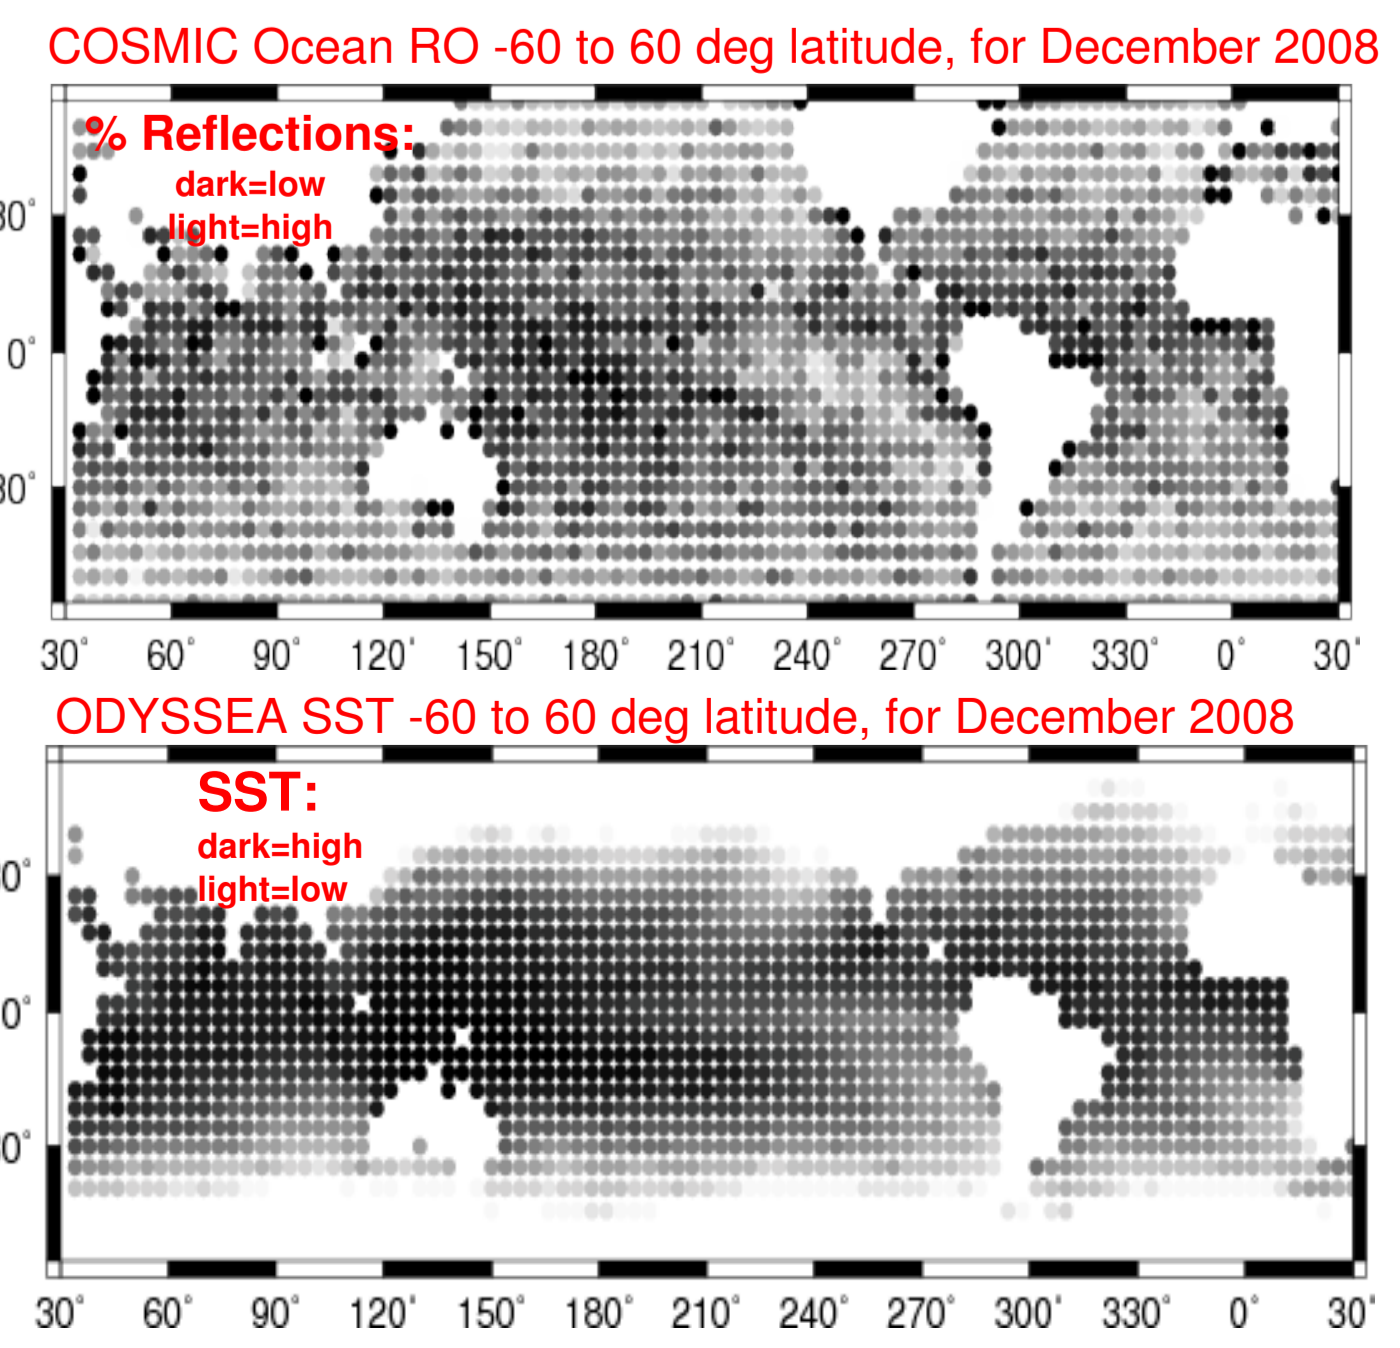 COSMIC Ocean RO -60 to 60 deg latitude, for December 2008
% Reflections:
dark=low
light=high
30°
0°
30°
30° 60° 90° 120° 150° 180° 210° 240° 270° 300° 330° 0° 30°
ODYSSEA SST -60 to 60 deg latitude, for December 2008
SST:
dark=high
light=low
0°
0°
0°
30° 60° 90° 120° 150° 180° 210° 240° 270° 300° 330° 0° 30°